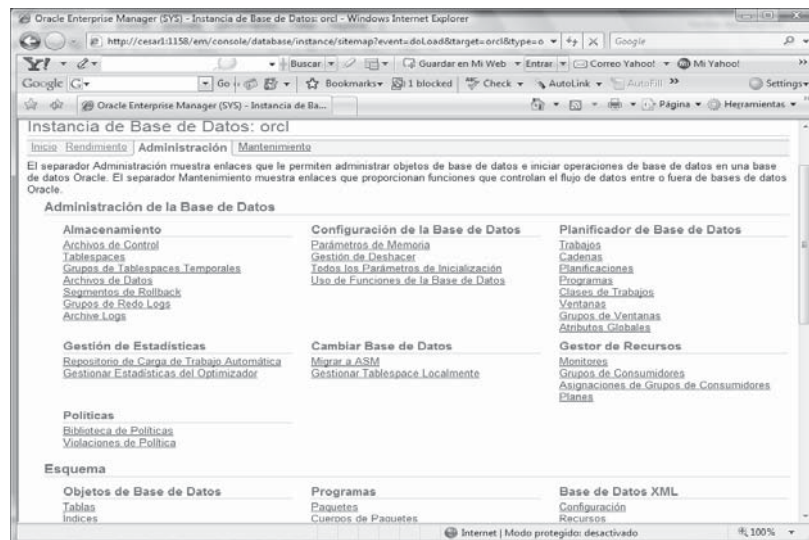 Oracle Enterprise Manager (SYS) - Instancia de Base de Datos: orcl - Windows Internet Explorer
http://cesar1:1158/em/console/database/instance/sitemap?event=doLoad&target=orcl&type=o
Google
Y! Buscar Guardar en Mi Web Entrar Correo Yahoo! Mi Yahoo!
Google G Go Bookmarks 1 blocked Check AutoLink AutoFill Settings
Oracle Enterprise Manager (SYS) - Instancia de Ba... Página Herramientas
Instancia de Base de Datos: orcl
Inicio Rendimiento Administración Mantenimiento
El separador Administración muestra enlaces que le permiten administrar objetos de base de datos e iniciar operaciones de base de datos en una base
de datos Oracle. El separador Mantenimiento muestra enlaces que proporcionan funciones que controlan el flujo de datos entre o fuera de bases de datos
Oracle.
Administración de la Base de Datos
Almacenamiento
Archivos de Control
Tablespaces
Grupos de Tablespaces Temporales
Archivos de Datos
Segmentos de Rollback
Grupos de Redo Logs
Archive Logs
Configuración de la Base de Datos
Parámetros de Memoria
Gestión de Deshacer
Todos los Parámetros de Inicialización
Uso de Funciones de la Base de Datos
Planificador de Base de Datos
Trabajos
Cadenas
Planificaciones
Programas
Clases de Trabajos
Ventanas
Grupos de Ventanas
Atributos Globales
Gestión de Estadísticas
Repositorio de Carga de Trabajo Automática
Gestionar Estadísticas del Optimizador
Cambiar Base de Datos
Migrar a ASM
Gestionar Tablespace Localmente
Gestor de Recursos
Monitores
Grupos de Consumidores
Asignaciones de Grupos de Consumidores
Planes
Políticas
Biblioteca de Políticas
Violaciones de Política
Esquema
Objetos de Base de Datos
Tablas
Índices
Programas
Paquetes
Cuerpos de Paquetes
Base de Datos XML
Configuración
Recursos
Internet | Modo protegido: desactivado
100%